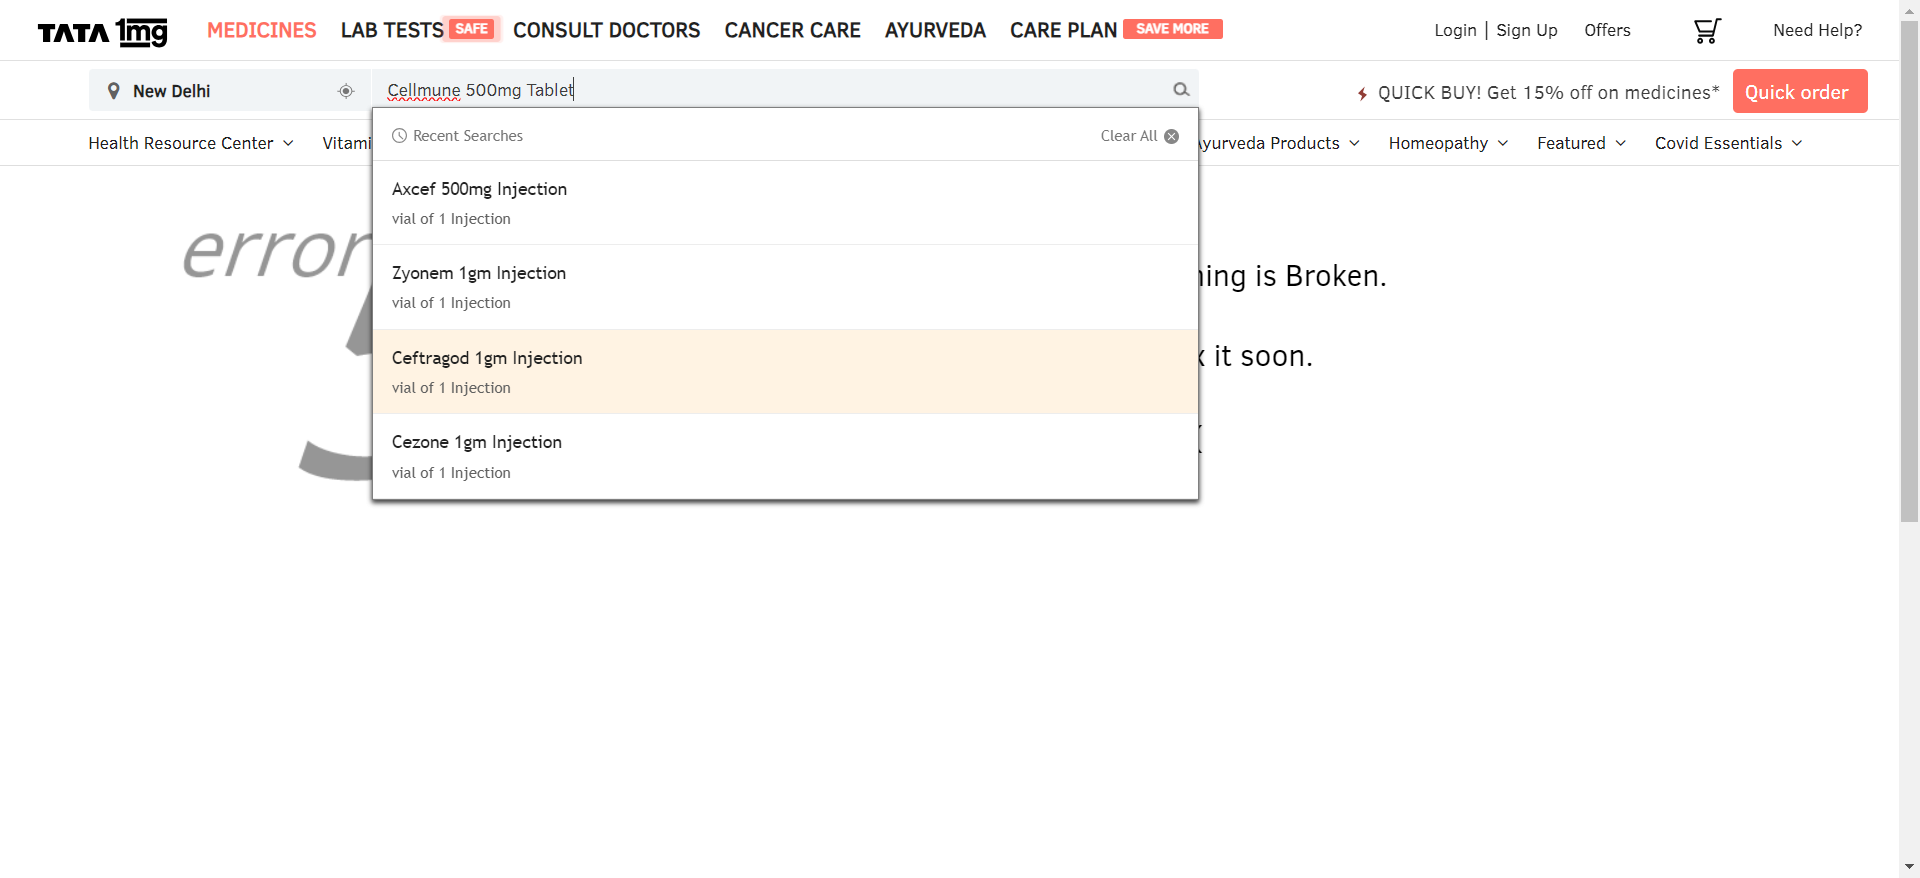 TATA 1mg MEDICINES LAB TESTS SAFE CONSULT DOCTORS CANCER CARE AYURVEDA CARE PLAN SAVE MORE Login | Sign Up Offers Need Help?
New Delhi Cellmune 500mg Tablet QUICK BUY! Get 15% off on medicines* Quick order
Health Resource Center Vitami yurveda Products Homeopathy Featured Covid Essentials
Recent Searches Clear All
Axcef 500mg Injection
vial of 1 Injection
Zyonem 1gm Injection
vial of 1 Injection
Ceftragod 1gm Injection
vial of 1 Injection
Cezone 1gm Injection
vial of 1 Injection
error
ing is Broken.
it soon.